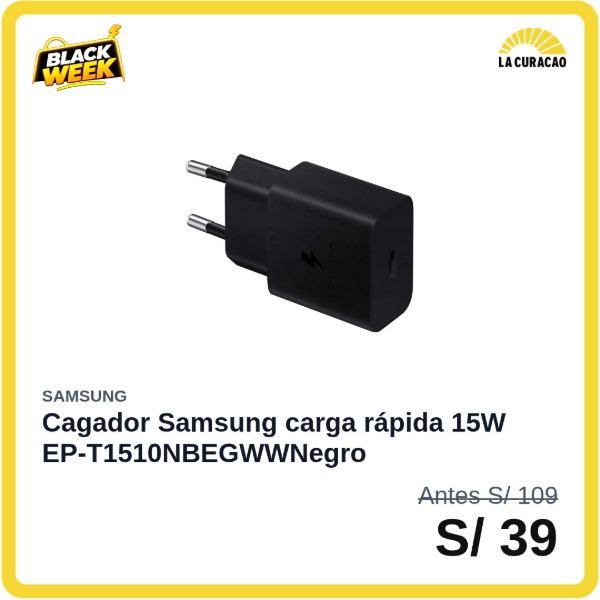 BLACK
WEEK
LA CURACAO
SAMSUNG
Cagador Samsung carga rápida 15W
EP-T1510NBEGWWNegro
Antes S/ 109
S/ 39